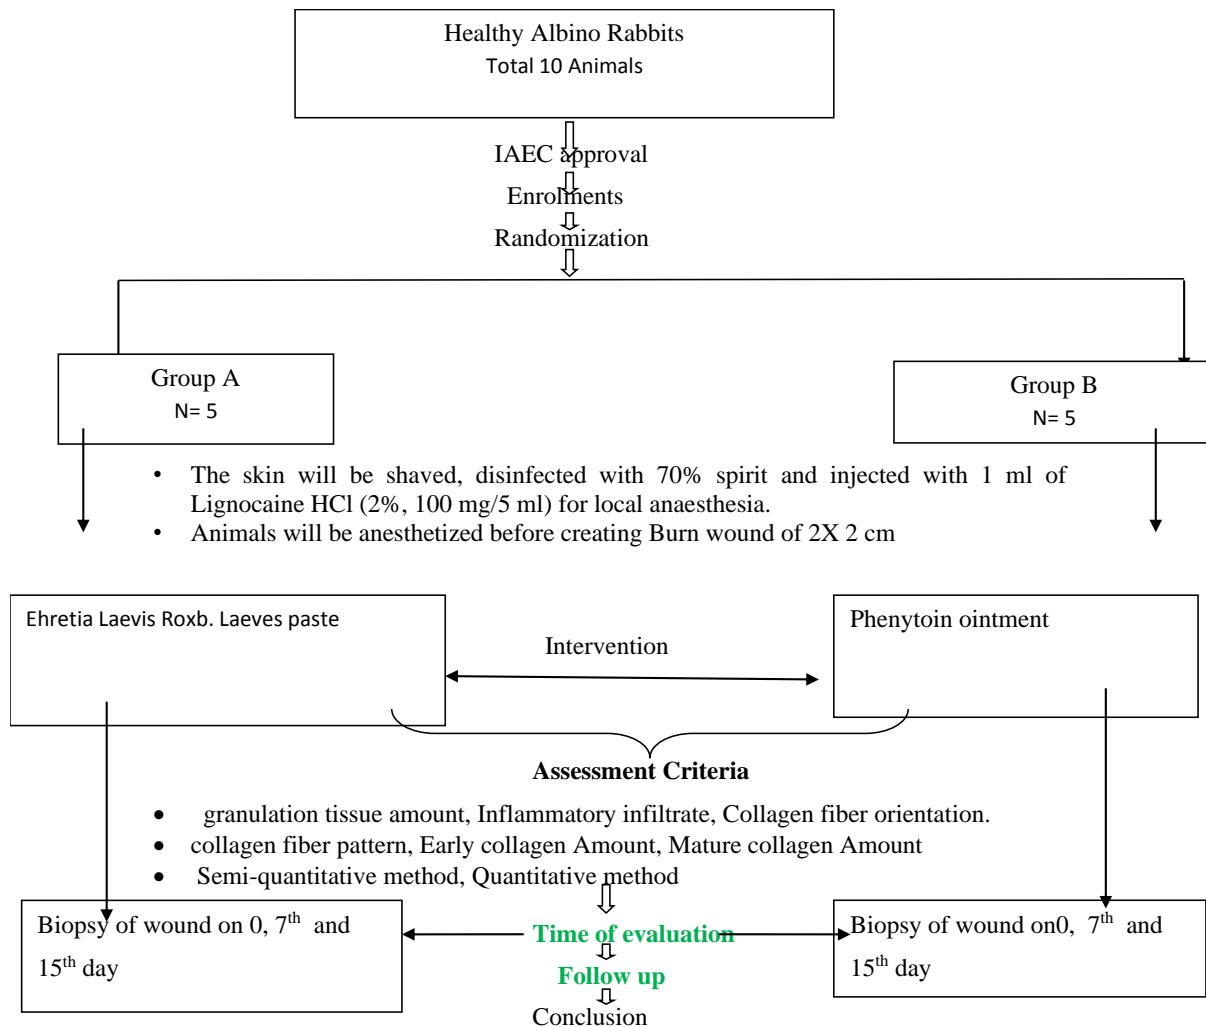 Healthy Albino Rabbits
Total 10 Animals
IAEC approval
Enrolments
Randomization
Group A
N= 5
Group B
N= 5
• The skin will be shaved, disinfected with 70% spirit and injected with 1 ml of
Lignocaine HCl (2%, 100 mg/5 ml) for local anaesthesia.
• Animals will be anesthetized before creating Burn wound of 2X 2 cm
Ehretia Laevis Roxb. Laeves paste
Intervention
Phenytoin ointment
Assessment Criteria
• granulation tissue amount, Inflammatory infiltrate, Collagen fiber orientation.
• collagen fiber pattern, Early collagen Amount, Mature collagen Amount
• Semi-quantitative method, Quantitative method
Biopsy of wound on 0, 7th and
15th day
Time of evaluation
Biopsy of wound on0, 7th and
15th day
Follow up
Conclusion